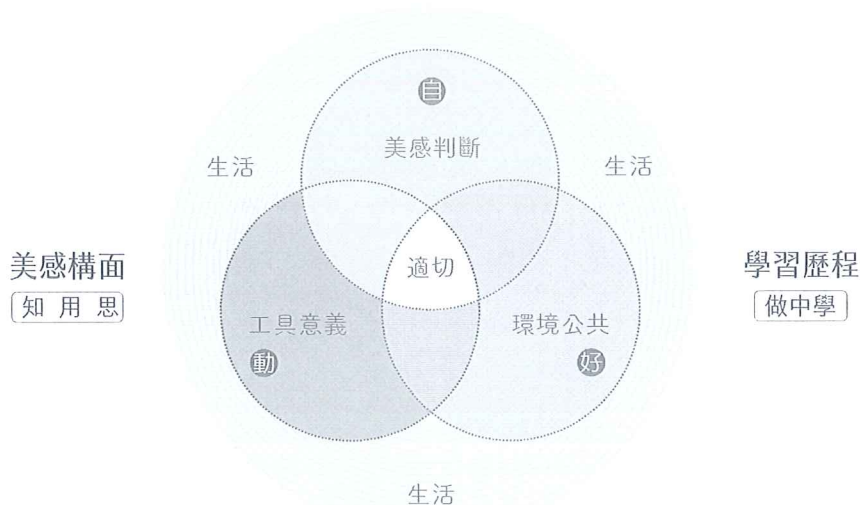 自
美感判斷
生活
生活
美感構面
知 用 思
適切
學習歷程
做中學
工具意義
環境公共
動
好
生活